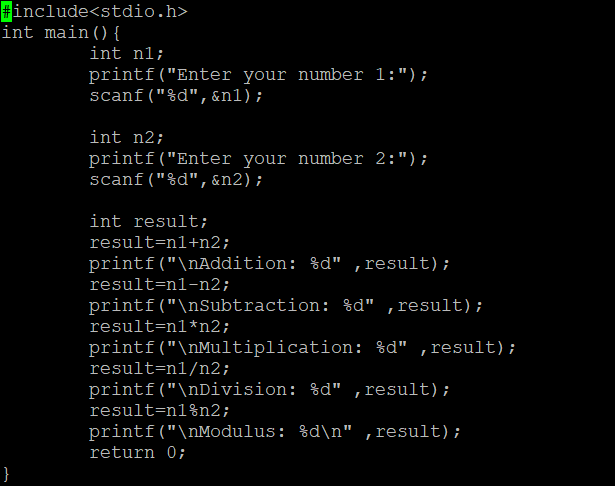 #include<stdio.h>
int main(){
        int n1;
        printf("Enter your number 1:");
        scanf("%d",&n1);

        int n2;
        printf("Enter your number 2:");
        scanf("%d",&n2);

        int result;
        result=n1+n2;
        printf("\nAddition: %d" ,result);
        result=n1-n2;
        printf("\nSubtraction: %d" ,result);
        result=n1*n2;
        printf("\nMultiplication: %d" ,result);
        result=n1/n2;
        printf("\nDivision: %d" ,result);
        result=n1%n2;
        printf("\nModulus: %d\n" ,result);
        return 0;
}